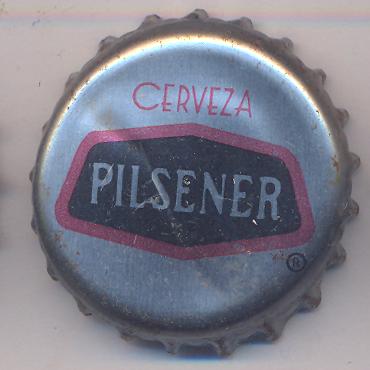 CERVEZA
PILSENER
®